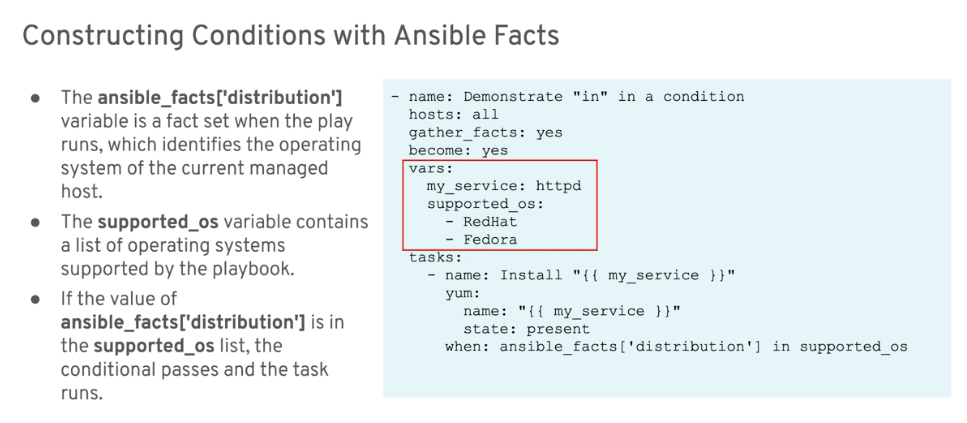 Constructing Conditions with Ansible Facts
● The ansible_facts['distribution']
variable is a fact set when the play
runs, which identifies the operating
system of the current managed
host.
● The supported_os variable contains
a list of operating systems
supported by the playbook.
● If the value of
ansible_facts['distribution'] is in
the supported_os list, the
conditional passes and the task
runs.
- name: Demonstrate "in" in a condition
  hosts: all
  gather_facts: yes
  become: yes
  vars:
    my_service: httpd
    supported_os:
      - RedHat
      - Fedora
  tasks:
    - name: Install "{{ my_service }}"
      yum:
        name: "{{ my_service }}"
        state: present
      when: ansible_facts['distribution'] in supported_os